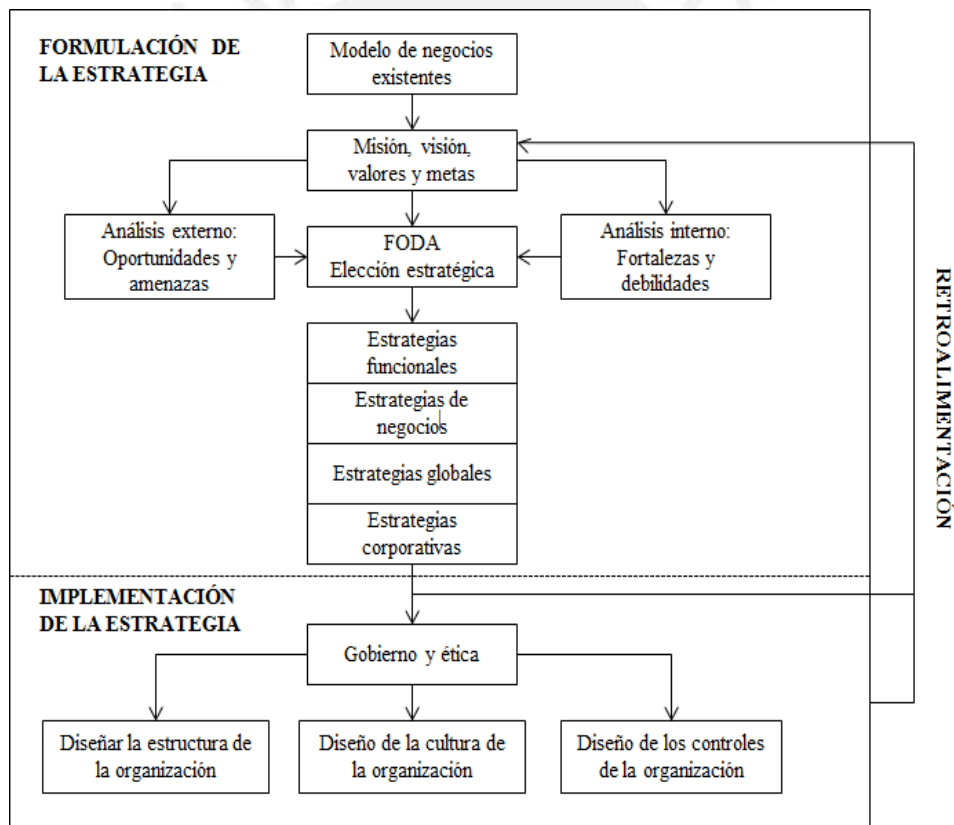 FORMULACIÓN DE
LA ESTRATEGIA
Modelo de negocios
existentes
Misión, visión,
valores y metas
Análisis externo:
Oportunidades y
amenazas
FODA
Elección estratégica
Análisis interno:
Fortalezas y
debilidades
Estrategias
funcionales
Estrategias de
negocios
Estrategias globales
Estrategias
corporativas
RETROALIMENTACIÓN
IMPLEMENTACIÓN
DE LA ESTRATEGIA
Gobierno y ética
Diseñar la estructura de
la organización
Diseño de la cultura de
la organización
Diseño de los controles
de la organización